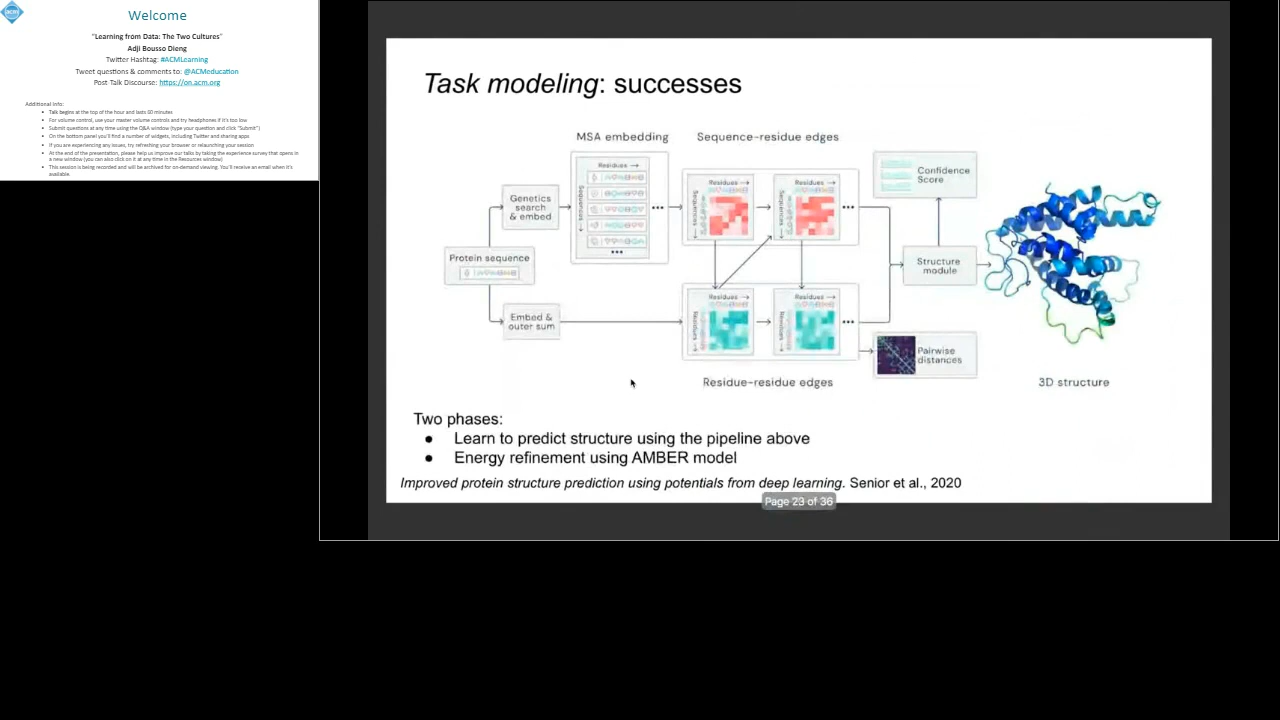 acm
Welcome
"Learning from Data: The Two Cultures"
Adji Bousso Dieng
Twitter Hashtag: #ACMLearning
Tweet questions & comments to: @ACMeducation
Post-Talk Discourse: https://on.acm.org
Additional Info:
• Talk begins at the top of the hour and lasts 60 minutes
• For volume control, use your master volume controls and try headphones if it's too low
• Submit questions at any time using the Q&A window (type your question and click "Submit")
• On the bottom panel you'll find a number of widgets, including Twitter and sharing apps
• If you are experiencing any issues, try refreshing your browser or relaunching your session
• At the end of the presentation, please help us improve our talks by taking the experience survey that opens in
a new window (you can also click on it at any time in the Resources window)
• This session is being recorded and will be archived for on-demand viewing. You'll receive an email when it's
available.
Task modeling: successes
MSA embedding
Sequence-residue edges
Residues →
Sequences →
Residues →
Sequences →
Residues →
Sequences →
Confidence
Score
Genetics
search
& embed
Protein sequence
Structure
module
Embed &
outer sum
Residues →
Residues →
Residues →
Residues →
Pairwise
distances
Residue-residue edges
3D structure
Two phases:
● Learn to predict structure using the pipeline above
● Energy refinement using AMBER model
Improved protein structure prediction using potentials from deep learning. Senior et al., 2020
Page 23 of 36